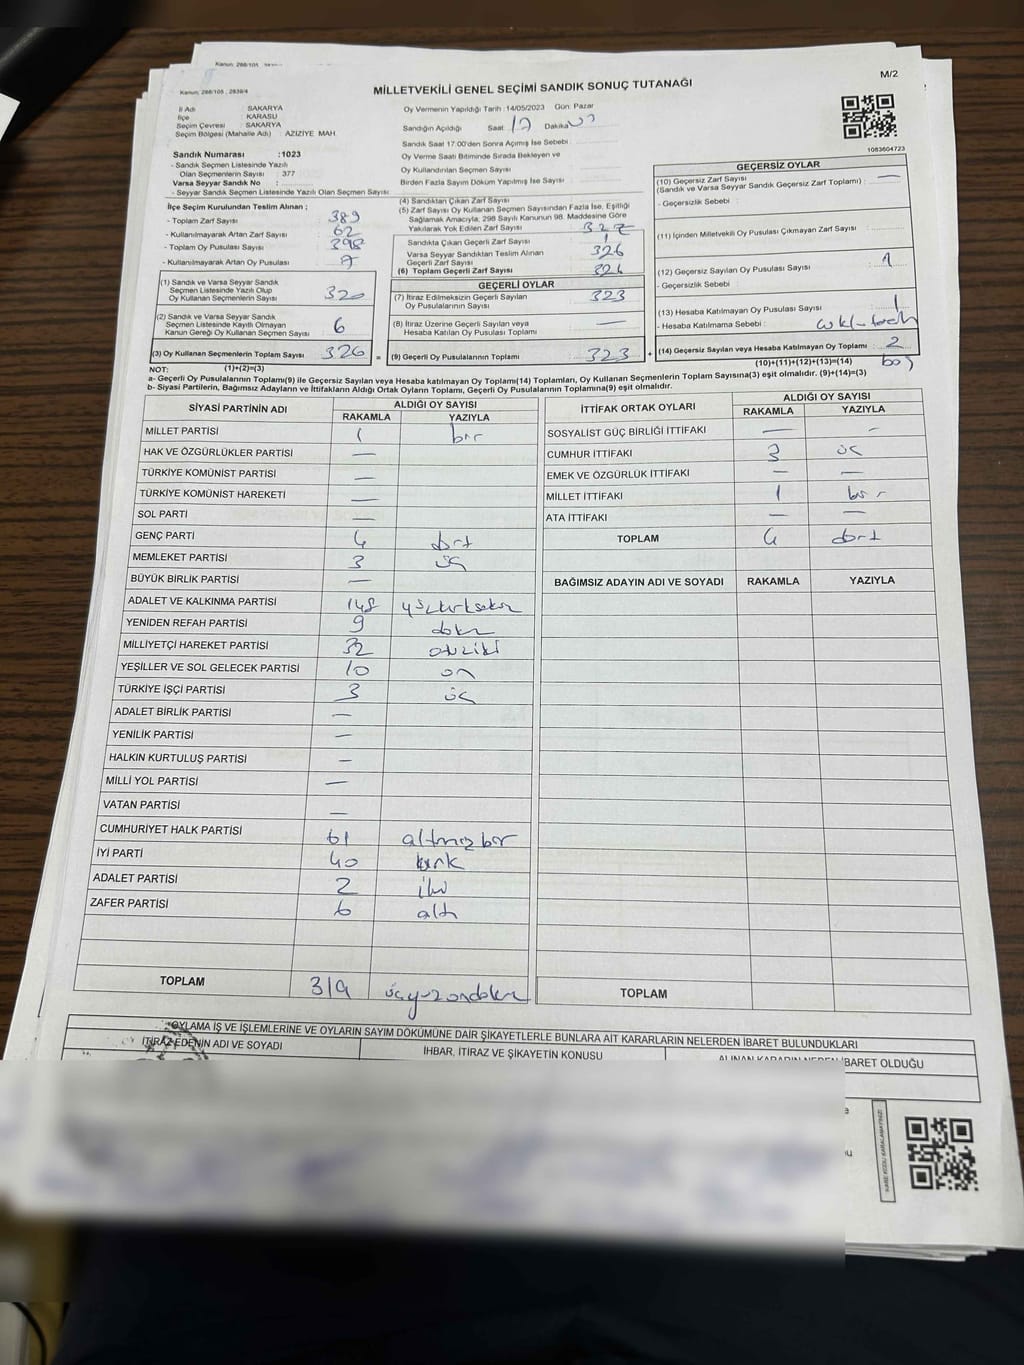 Kanun: 298/105
M/2
Kanun: 298/105 , 2839/4
MİLLETVEKİLİ GENEL SEÇİMİ SANDIK SONUÇ TUTANAĞI
İl Adı : SAKARYA
İlçe : KARASU
Seçim Çevresi : SAKARYA
Seçim Bölgesi (Mahalle Adı) : AZİZİYE MAH.
Oy Vermenin Yapıldığı Tarih :14/05/2023 Gün: Pazar
Sandığın Açıldığı Saat Dakika
Sandık Saat 17.00'den Sonra Açımış İse Sebebi :
Sandık Numarası :1023
- Sandık Seçmen Listesinde Yazılı
Olan Seçmenlerin Sayısı : 377
Varsa Seyyar Sandık No :
- Seyyar Sandık Seçmen Listesinde Yazılı Olan Seçmen Sayısı :
Oy Verme Saati Bitiminde Sırada Bekleyen ve
Oy Kullandırılan Seçmen Sayısı :
Birden Fazla Sayım Döküm Yapılmış İse Sayısı :
1083604723
İlçe Seçim Kurulundan Teslim Alınan ;
- Toplam Zarf Sayısı : 389
- Kullanılmayarak Artan Zarf Sayısı : 62
- Toplam Oy Pusulası Sayısı : 398
- Kullanılmayarak Artan Oy Pusulası :
(1) Sandık ve Varsa Seyyar Sandık
Seçmen Listesinde Yazılı Olup
Oy Kullanan Seçmenlerin Sayısı : 320
(2) Sandık ve Varsa Seyyar Sandık
Seçmen Listesinde Kayıtlı Olmayan
Kanun Gereği Oy Kullanan Seçmen Sayısı : 6
(3) Oy Kullanan Seçmenlerin Toplam Sayısı : 326 =
(1)+(2)=(3)
(4) Sandıktan Çıkan Zarf Sayısı
(5) Zarf Sayısı Oy Kullanan Seçmen Sayısından Fazla İse, Eşitliği
Sağlamak Amacıyla; 298 Sayılı Kanunun 98. Maddesine Göre
Yakılarak Yok Edilen Zarf Sayısı : 327
Sandıkta Çıkan Geçerli Zarf Sayısı : 1
Varsa Seyyar Sandıktan Teslim Alınan
Geçerli Zarf Sayısı : 326
(6) Toplam Geçerli Zarf Sayısı : 326
GEÇERLİ OYLAR
(7) İtiraz Edilmeksizin Geçerli Sayılan
Oy Pusulalarının Sayısı : 323
(8) İtiraz Üzerine Geçerli Sayılan veya
Hesaba Katılan Oy Pusulası Toplamı : —
(9) Geçerli Oy Pusulalarının Toplamı : 323 +
GEÇERSİZ OYLAR
(10) Geçersiz Zarf Sayısı : —
(Sandık ve Varsa Seyyar Sandık Geçersiz Zarf Toplamı) :
- Geçersizlik Sebebi :
(11) İçinden Milletvekili Oy Pusulası Çıkmayan Zarf Sayısı :
(12) Geçersiz Sayılan Oy Pusulası Sayısı : 1
- Geçersizlik Sebebi :
(13) Hesaba Katılmayan Oy Pusulası Sayısı : 1
- Hesaba Katılmama Sebebi :
(14) Geçersiz Sayılan veya Hesaba Katılmayan Oy Toplamı : 2
(10)+(11)+(12)+(13)=(14) boş
NOT:
a- Geçerli Oy Pusulalarının Toplamı(9) ile Geçersiz Sayılan veya Hesaba katılmayan Oy Toplamı(14) Toplamları, Oy Kullanan Seçmenlerin Toplam Sayısına(3) eşit olmalıdır. (9)+(14)=(3)
b- Siyasi Partilerin, Bağımsız Adayların ve İttifakların Aldığı Ortak Oyların Toplamı, Geçerli Oy Pusulalarının Toplamına(9) eşit olmalıdır.
SİYASİ PARTİNİN ADI ALDIĞI OY SAYISI
RAKAMLA YAZIYLA
MİLLET PARTİSİ 1 bir
HAK VE ÖZGÜRLÜKLER PARTİSİ —
TÜRKİYE KOMÜNİST PARTİSİ —
TÜRKİYE KOMÜNİST HAREKETİ —
SOL PARTİ —
GENÇ PARTİ 4 dört
MEMLEKET PARTİSİ 3 üç
BÜYÜK BİRLİK PARTİSİ —
ADALET VE KALKINMA PARTİSİ 148 yüzkırksekiz
YENİDEN REFAH PARTİSİ 9 dokuz
MİLLİYETÇİ HAREKET PARTİSİ 32 otuziki
YEŞİLLER VE SOL GELECEK PARTİSİ 10 on
TÜRKİYE İŞÇİ PARTİSİ 3 üç
ADALET BİRLİK PARTİSİ —
YENİLİK PARTİSİ —
HALKIN KURTULUŞ PARTİSİ —
MİLLİ YOL PARTİSİ —
VATAN PARTİSİ —
CUMHURİYET HALK PARTİSİ 61 altmışbir
İYİ PARTİ 40 kırk
ADALET PARTİSİ 2 iki
ZAFER PARTİSİ 6 altı
TOPLAM 319 üçyüzondokuz
İTTİFAK ORTAK OYLARI ALDIĞI OY SAYISI
RAKAMLA YAZIYLA
SOSYALİST GÜÇ BİRLİĞİ İTTİFAKI — –
CUMHUR İTTİFAKI 3 üç
EMEK VE ÖZGÜRLÜK İTTİFAKI — —
MİLLET İTTİFAKI 1 bir
ATA İTTİFAKI — —
TOPLAM 4 dört
BAĞIMSIZ ADAYIN ADI VE SOYADI RAKAMLA YAZIYLA
TOPLAM
OYLAMA İŞ VE İŞLEMLERİNE VE OYLARIN SAYIM DÖKÜMÜNE DAİR ŞİKAYETLERLE BUNLARA AİT KARARLARIN NELERDEN İBARET BULUNDUKLARI
İTİRAZ EDENİN ADI VE SOYADI İHBAR, İTİRAZ VE ŞİKAYETİN KONUSU ALINAN KARARIN NEDEN İBARET OLDUĞU